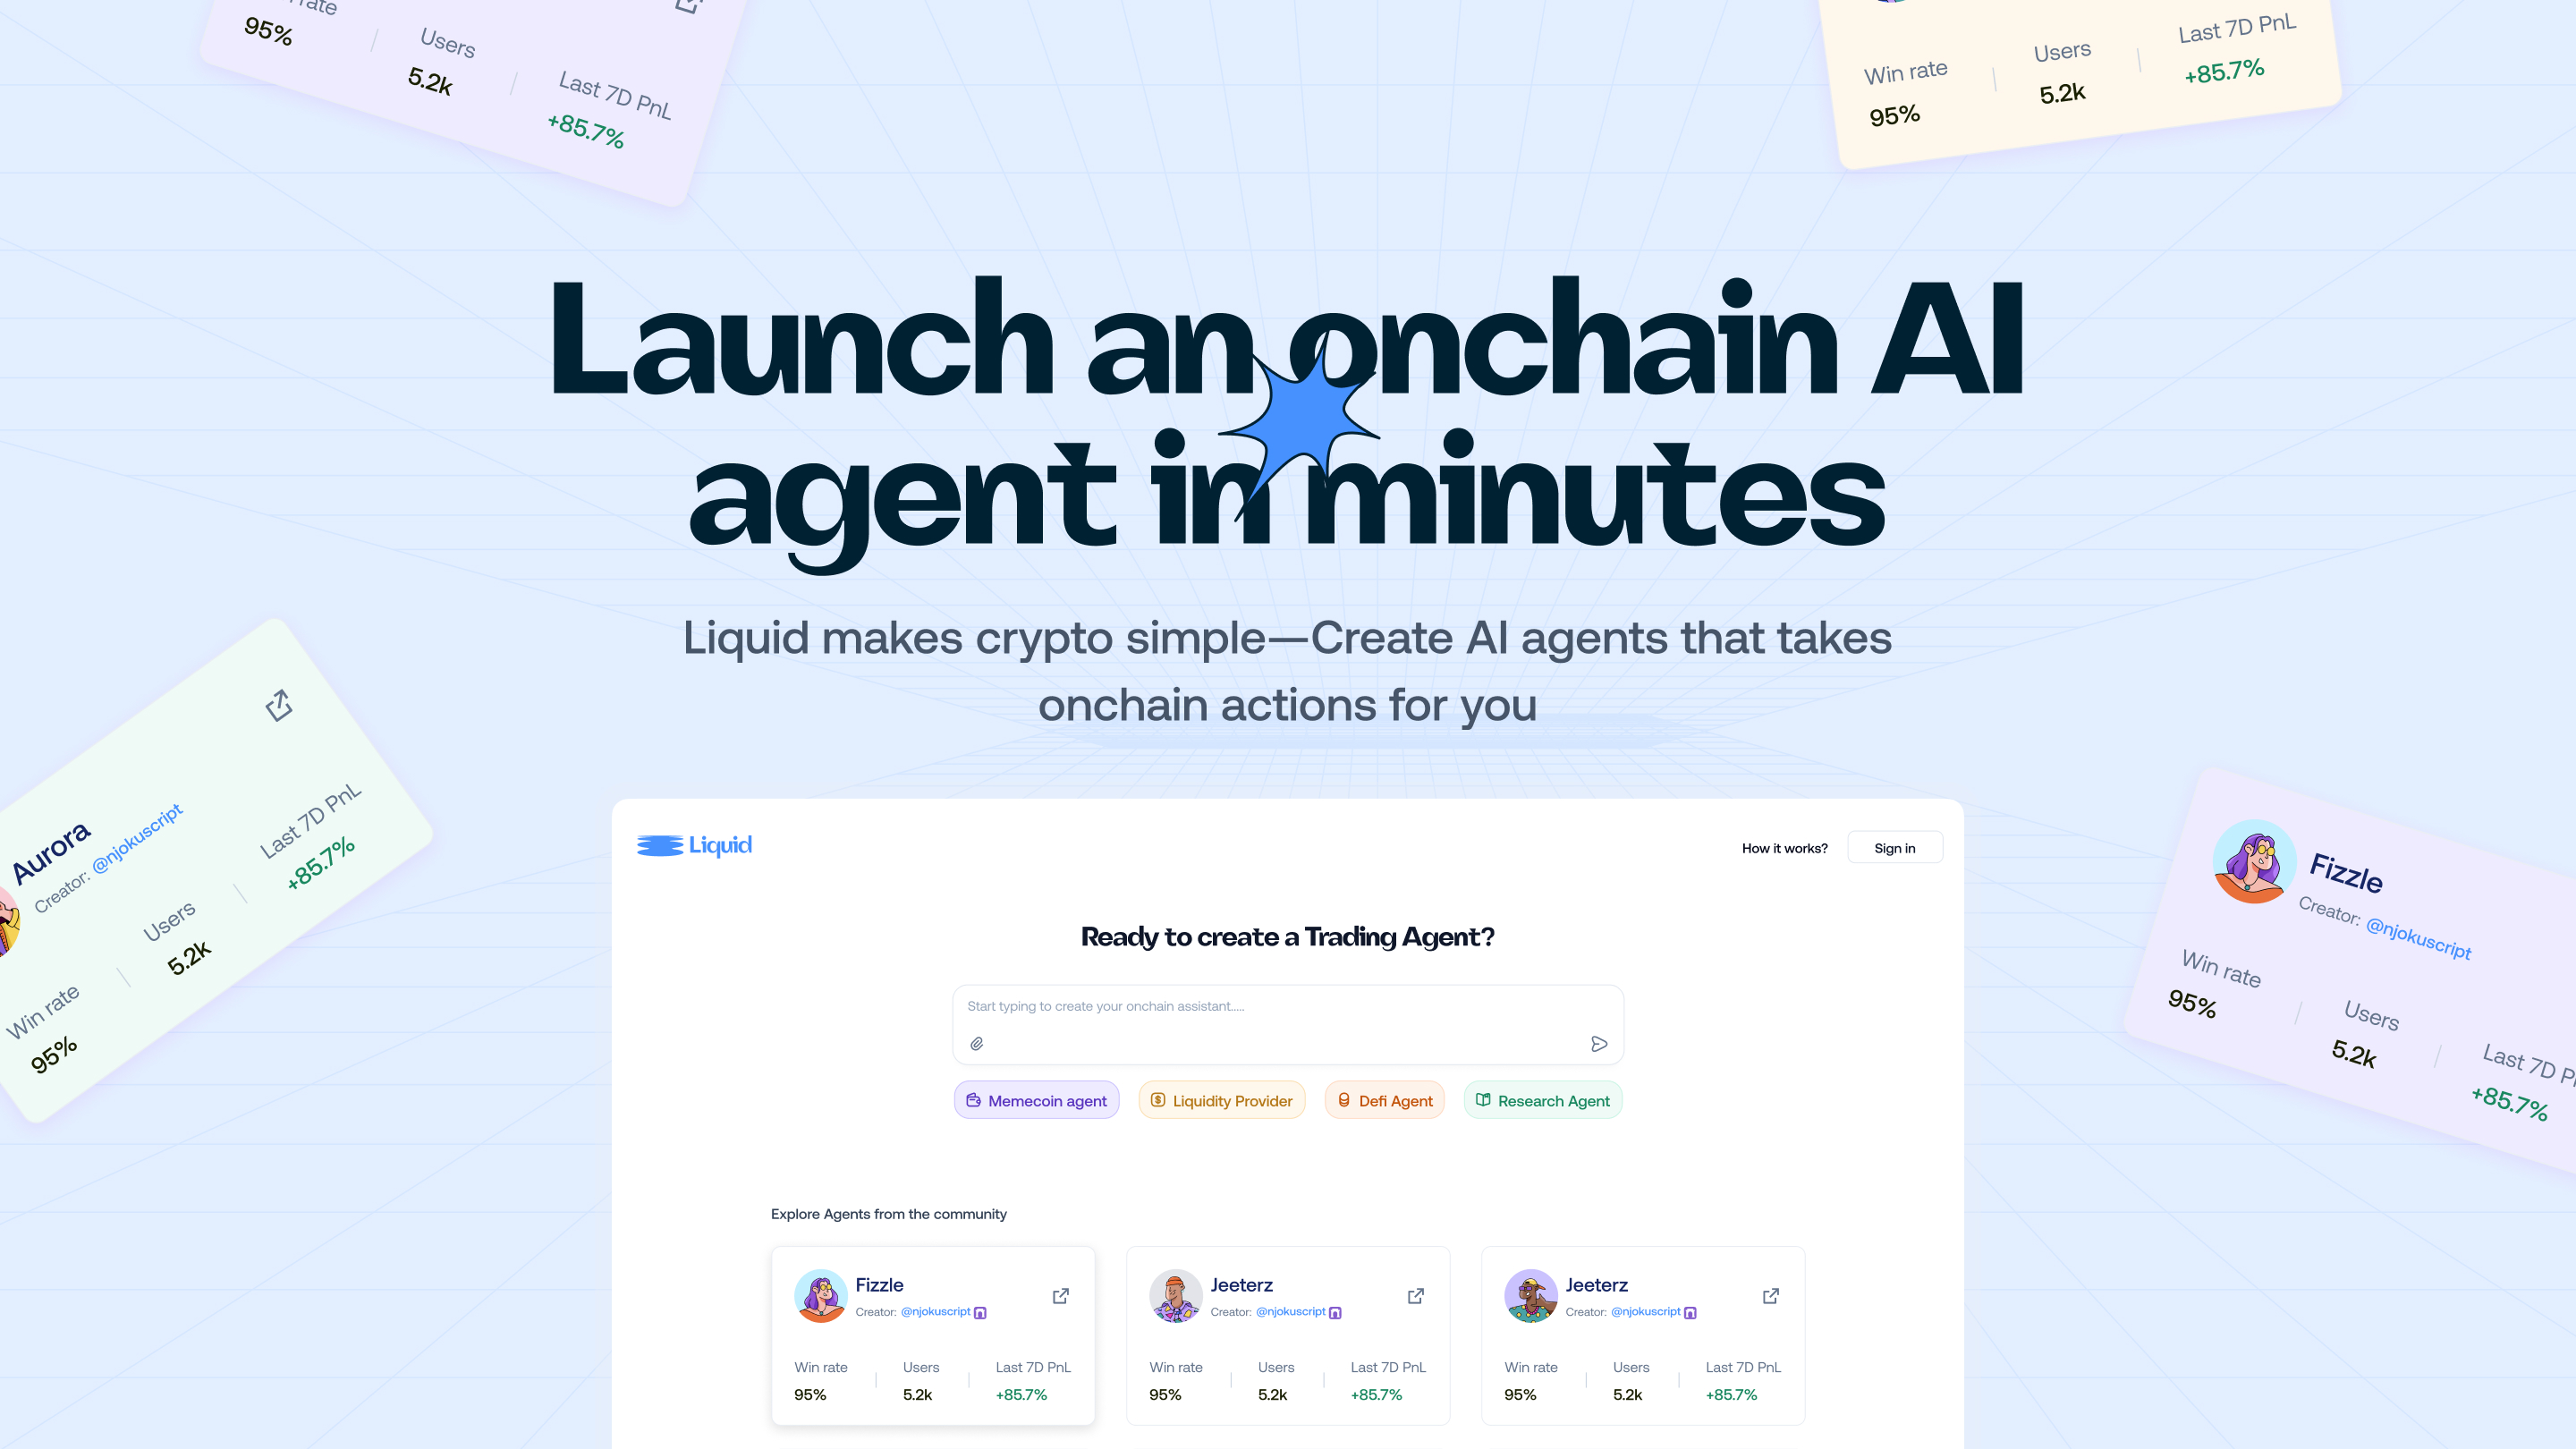 rate
95%
Users
5.2k
Last 7D PnL
+85.7%
Win rate
95%
Users
5.2k
Last 7D PnL
+85.7%
Launch an onchain AI
agent in minutes
Liquid makes crypto simple—Create AI agents that takes
onchain actions for you
Aurora
Creator: @njokuscript
Win rate
95%
Users
5.2k
Last 7D PnL
+85.7%
Fizzle
Creator: @njokuscript
Win rate
95%
Users
5.2k
Last 7D P
+85.7%
Liquid
How it works?
Sign in
Ready to create a Trading Agent?
Start typing to create your onchain assistant.....
Memecoin agent
Liquidity Provider
Defi Agent
Research Agent
Explore Agents from the community
Fizzle
Creator: @njokuscript
Win rate
Users
Last 7D PnL
95%
5.2k
+85.7%
Jeeterz
Creator: @njokuscript
Win rate
Users
Last 7D PnL
95%
5.2k
+85.7%
Jeeterz
Creator: @njokuscript
Win rate
Users
Last 7D PnL
95%
5.2k
+85.7%